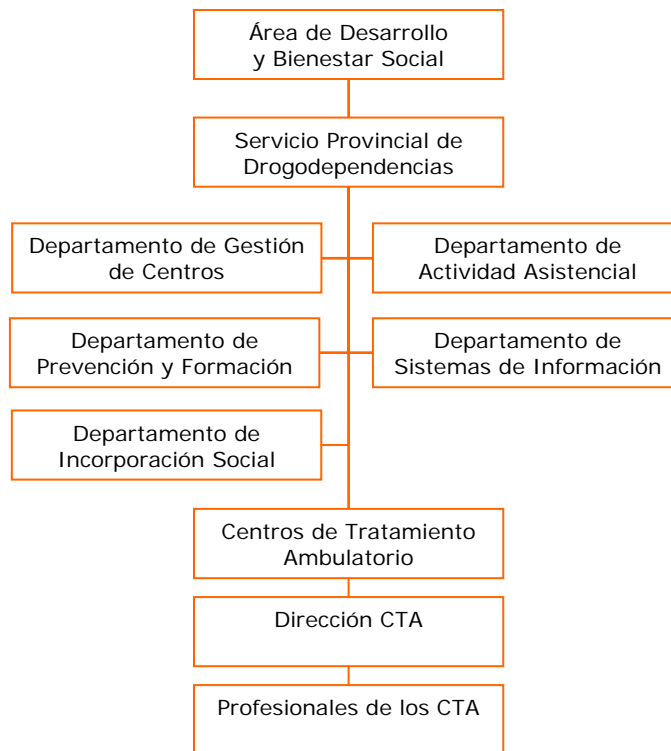 Área de Desarrollo
y Bienestar Social
Servicio Provincial de
Drogodependencias
Departamento de Gestión
de Centros
Departamento de
Actividad Asistencial
Departamento de
Prevención y Formación
Departamento de
Sistemas de Información
Departamento de
Incorporación Social
Centros de Tratamiento
Ambulatorio
Dirección CTA
Profesionales de los CTA